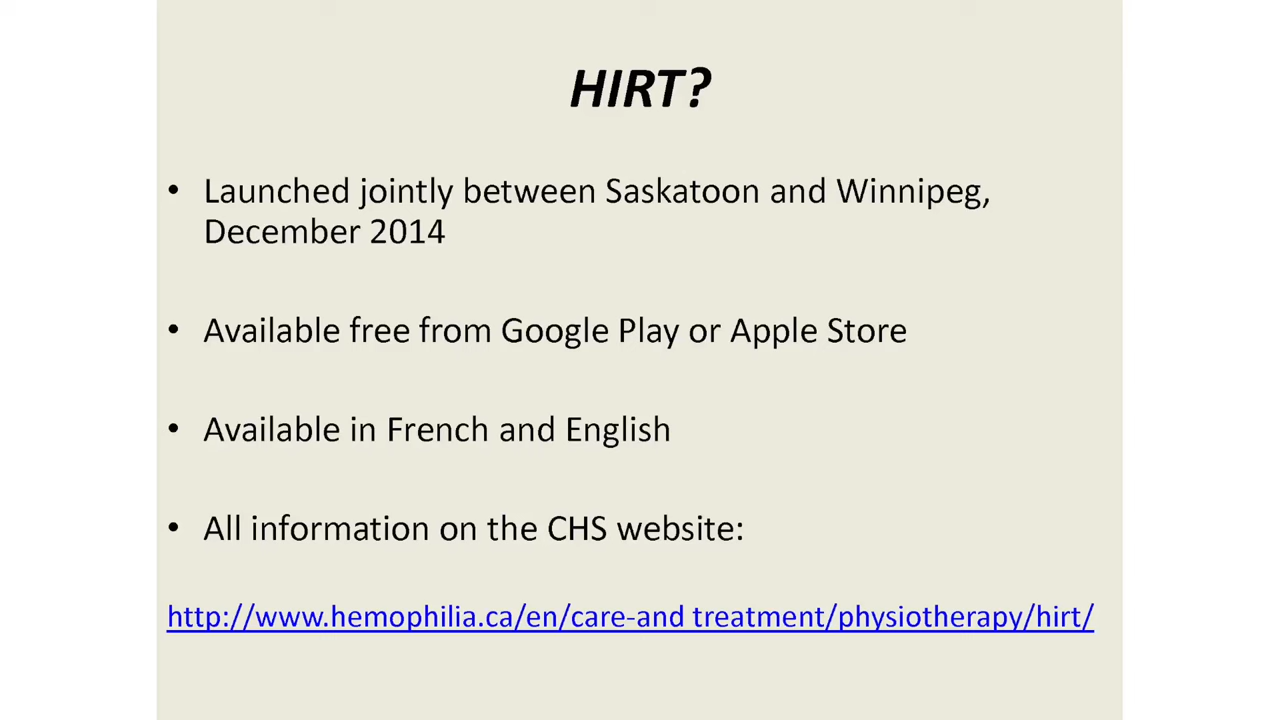 HIRT?
• Launched jointly between Saskatoon and Winnipeg,
December 2014
• Available free from Google Play or Apple Store
• Available in French and English
• All information on the CHS website:
http://www.hemophilia.ca/en/care-and treatment/physiotherapy/hirt/